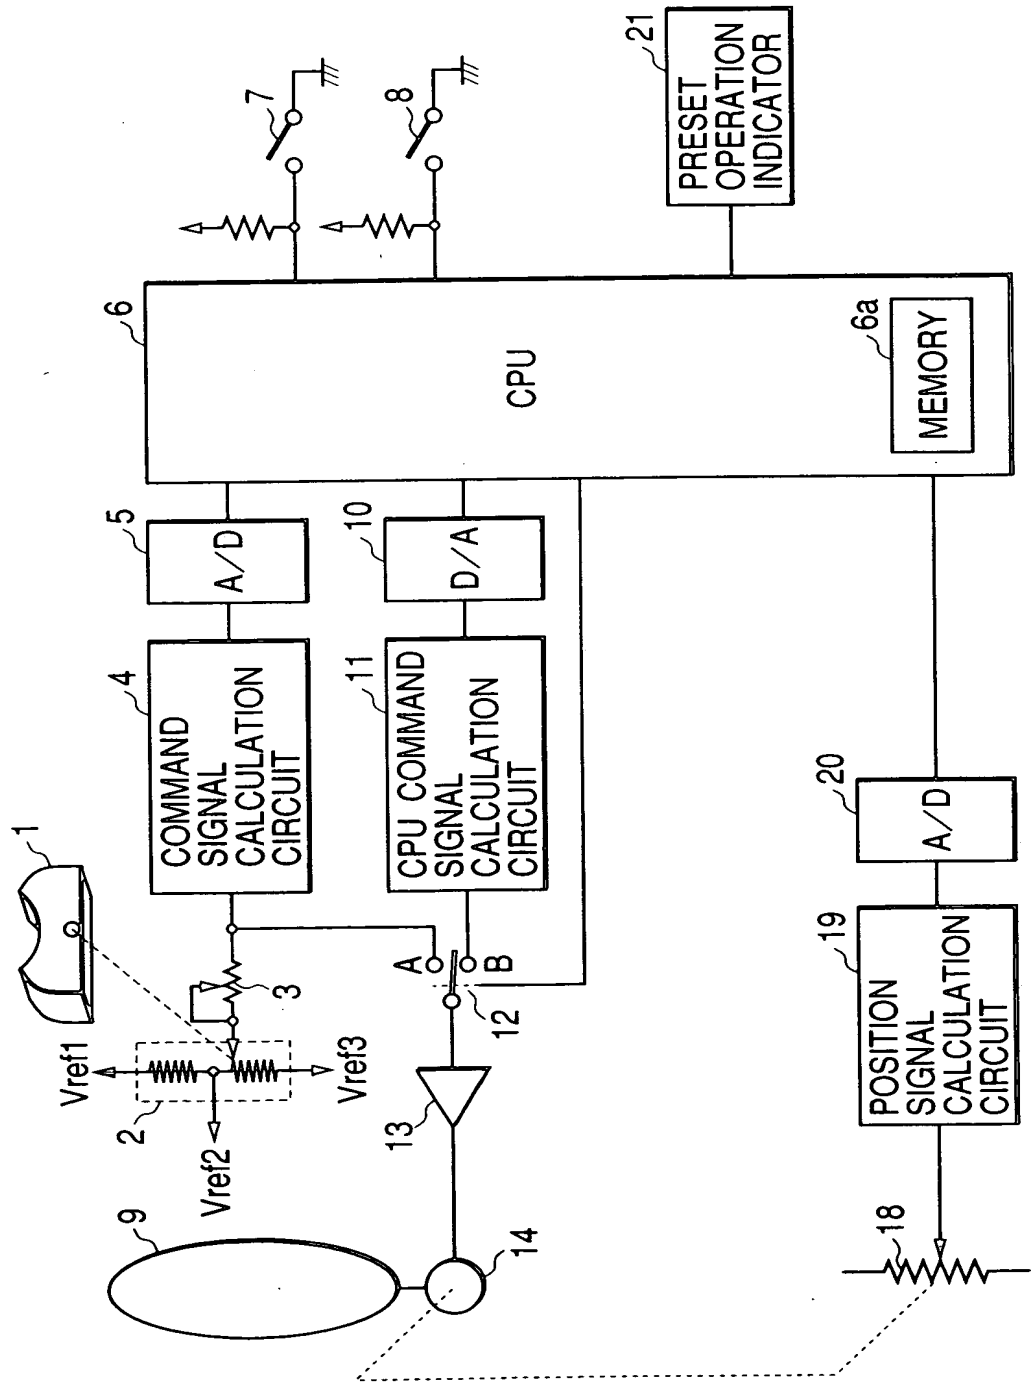 1
Vref1
2
Vref2
Vref3
3
4
COMMAND
SIGNAL
CALCULATION
CIRCUIT
5
A/D
6
CPU
6a
MEMORY
7
8
9
10
D/A
11
CPU COMMAND
SIGNAL
CALCULATION
CIRCUIT
A
B
12
13
14
18
19
POSITION
SIGNAL
CALCULATION
CIRCUIT
20
A/D
21
PRESET
OPERATION
INDICATOR